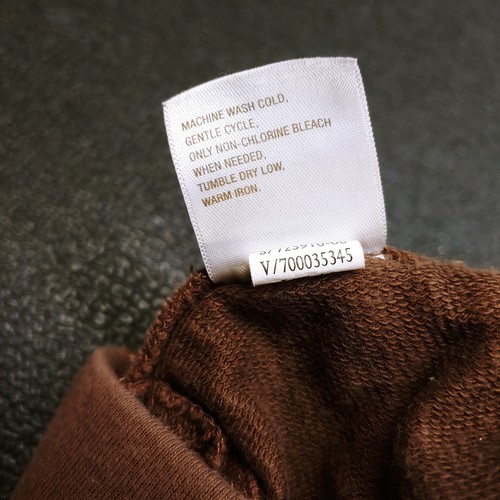 MACHINE WASH COLD,
GENTLE CYCLE,
ONLY NON-CHLORINE BLEACH
WHEN NEEDED,
TUMBLE DRY LOW,
WARM IRON.
V/700035345